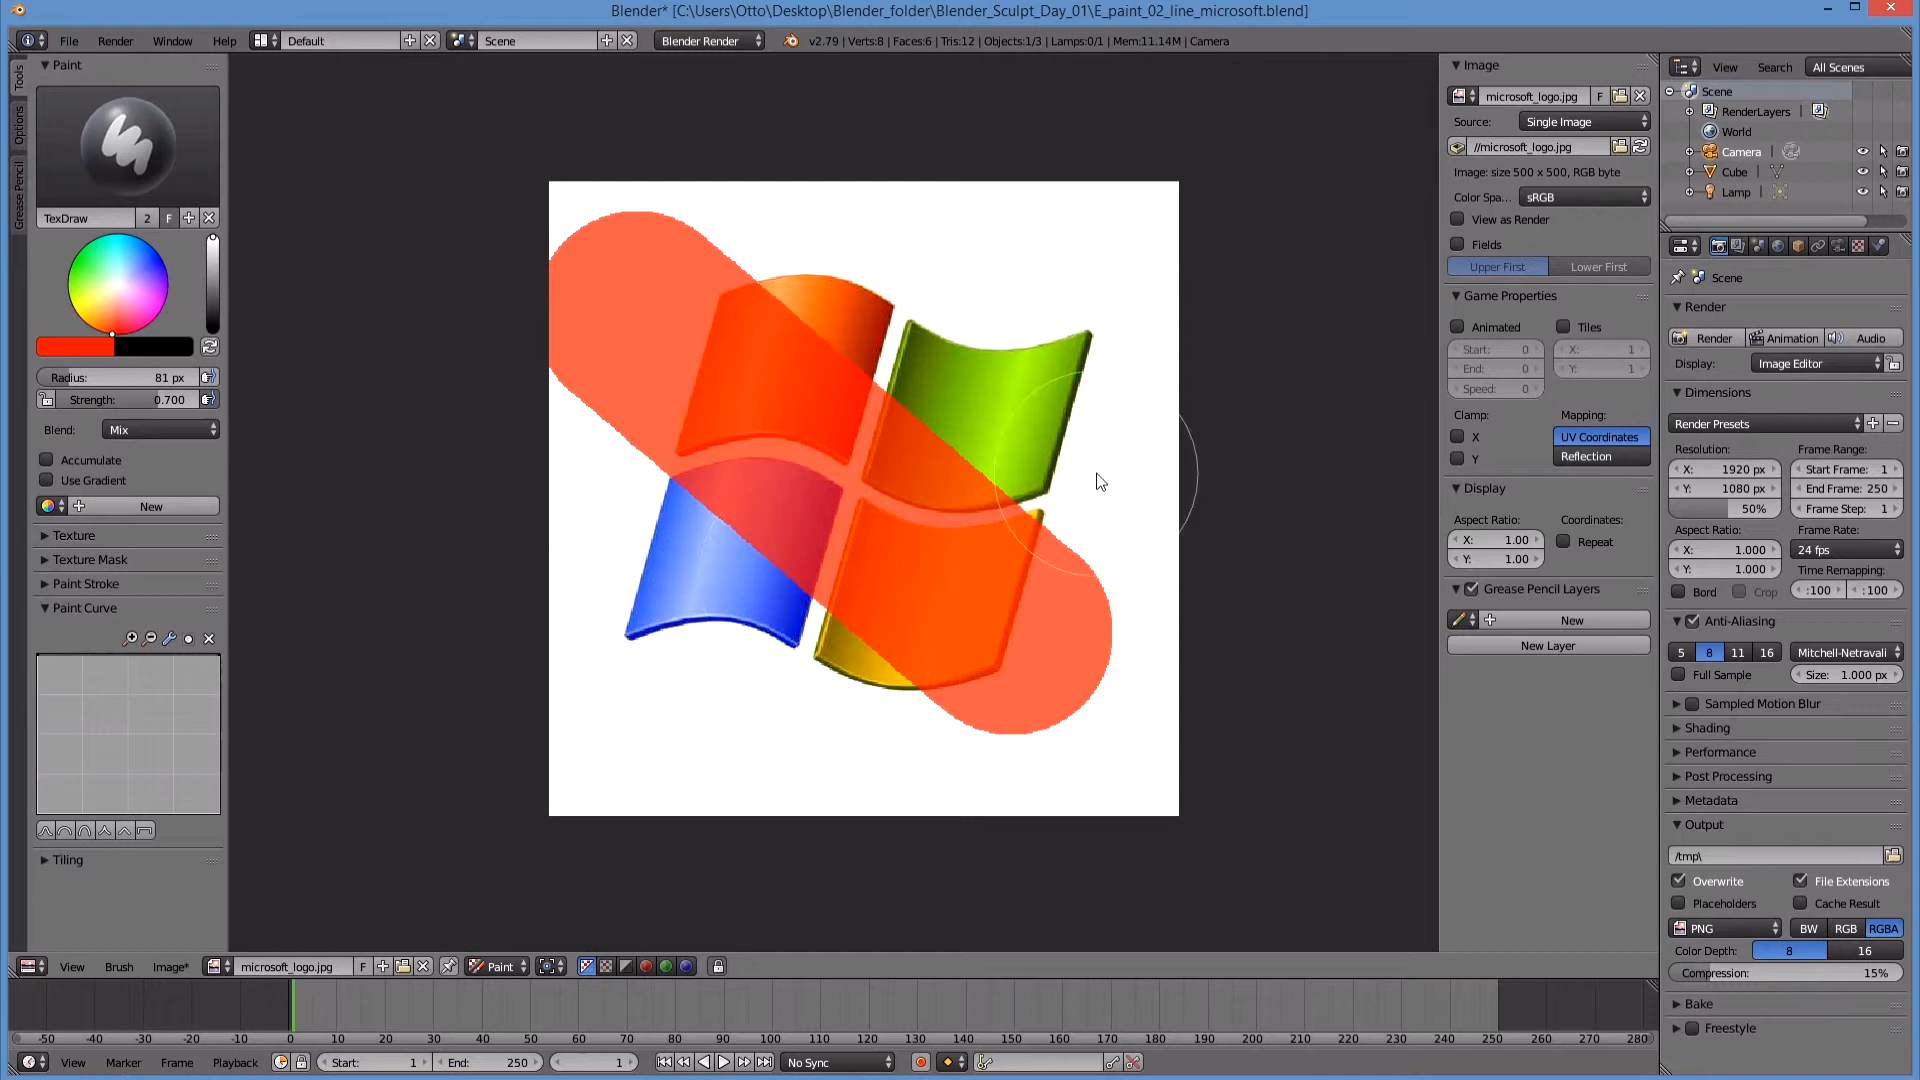 Blender* [C:\Users\Otto\Desktop\Blender_folder\Blender_Sculpt_Day_01\E_paint_02_line_microsoft.blend]
File Render Window Help Default Scene Blender Render v2.79 | Verts:8 | Faces:6 | Tris:12 | Objects:1/3 | Lamps:0/1 | Mem:11.14M | Camera
Tools
Options
Grease Pencil
Paint
TexDraw 2 F
Radius: 81 px
Strength: 0.700
Blend: Mix
Accumulate
Use Gradient
New
Texture
Texture Mask
Paint Stroke
Paint Curve
Tiling
Image
microsoft_logo.jpg F
Source: Single Image
//microsoft_logo.jpg
Image: size 500 x 500, RGB byte
Color Spa... sRGB
View as Render
Fields
Upper First Lower First
Game Properties
Animated Tiles
Start: 0 X: 1
End: 0 Y: 1
Speed: 0
Clamp: Mapping:
X UV Coordinates
Y Reflection
Display
Aspect Ratio: Coordinates:
X: 1.00 Repeat
Y: 1.00
Grease Pencil Layers
New
New Layer
View Search All Scenes
Scene
RenderLayers
World
Camera
Cube
Lamp
Scene
Render
Render Animation Audio
Display: Image Editor
Dimensions
Render Presets
Resolution: Frame Range:
X: 1920 px Start Frame: 1
Y: 1080 px End Frame: 250
50% Frame Step: 1
Aspect Ratio: Frame Rate:
X: 1.000 24 fps
Y: 1.000 Time Remapping:
Bord Crop :100 :100
Anti-Aliasing
5 8 11 16 Mitchell-Netravali
Full Sample Size: 1.000 px
Sampled Motion Blur
Shading
Performance
Post Processing
Metadata
Output
/tmp\
Overwrite File Extensions
Placeholders Cache Result
PNG BW RGB RGBA
Color Depth: 8 16
Compression: 15%
Bake
Freestyle
View Brush Image* microsoft_logo.jpg F Paint
-50 -40 -30 -20 -10 0 10 20 30 40 50 60 70 80 90 100 110 120 130 140 150 160 170 180 190 200 210 220 230 240 250 260 270 280
View Marker Frame Playback Start: 1 End: 250 1 No Sync